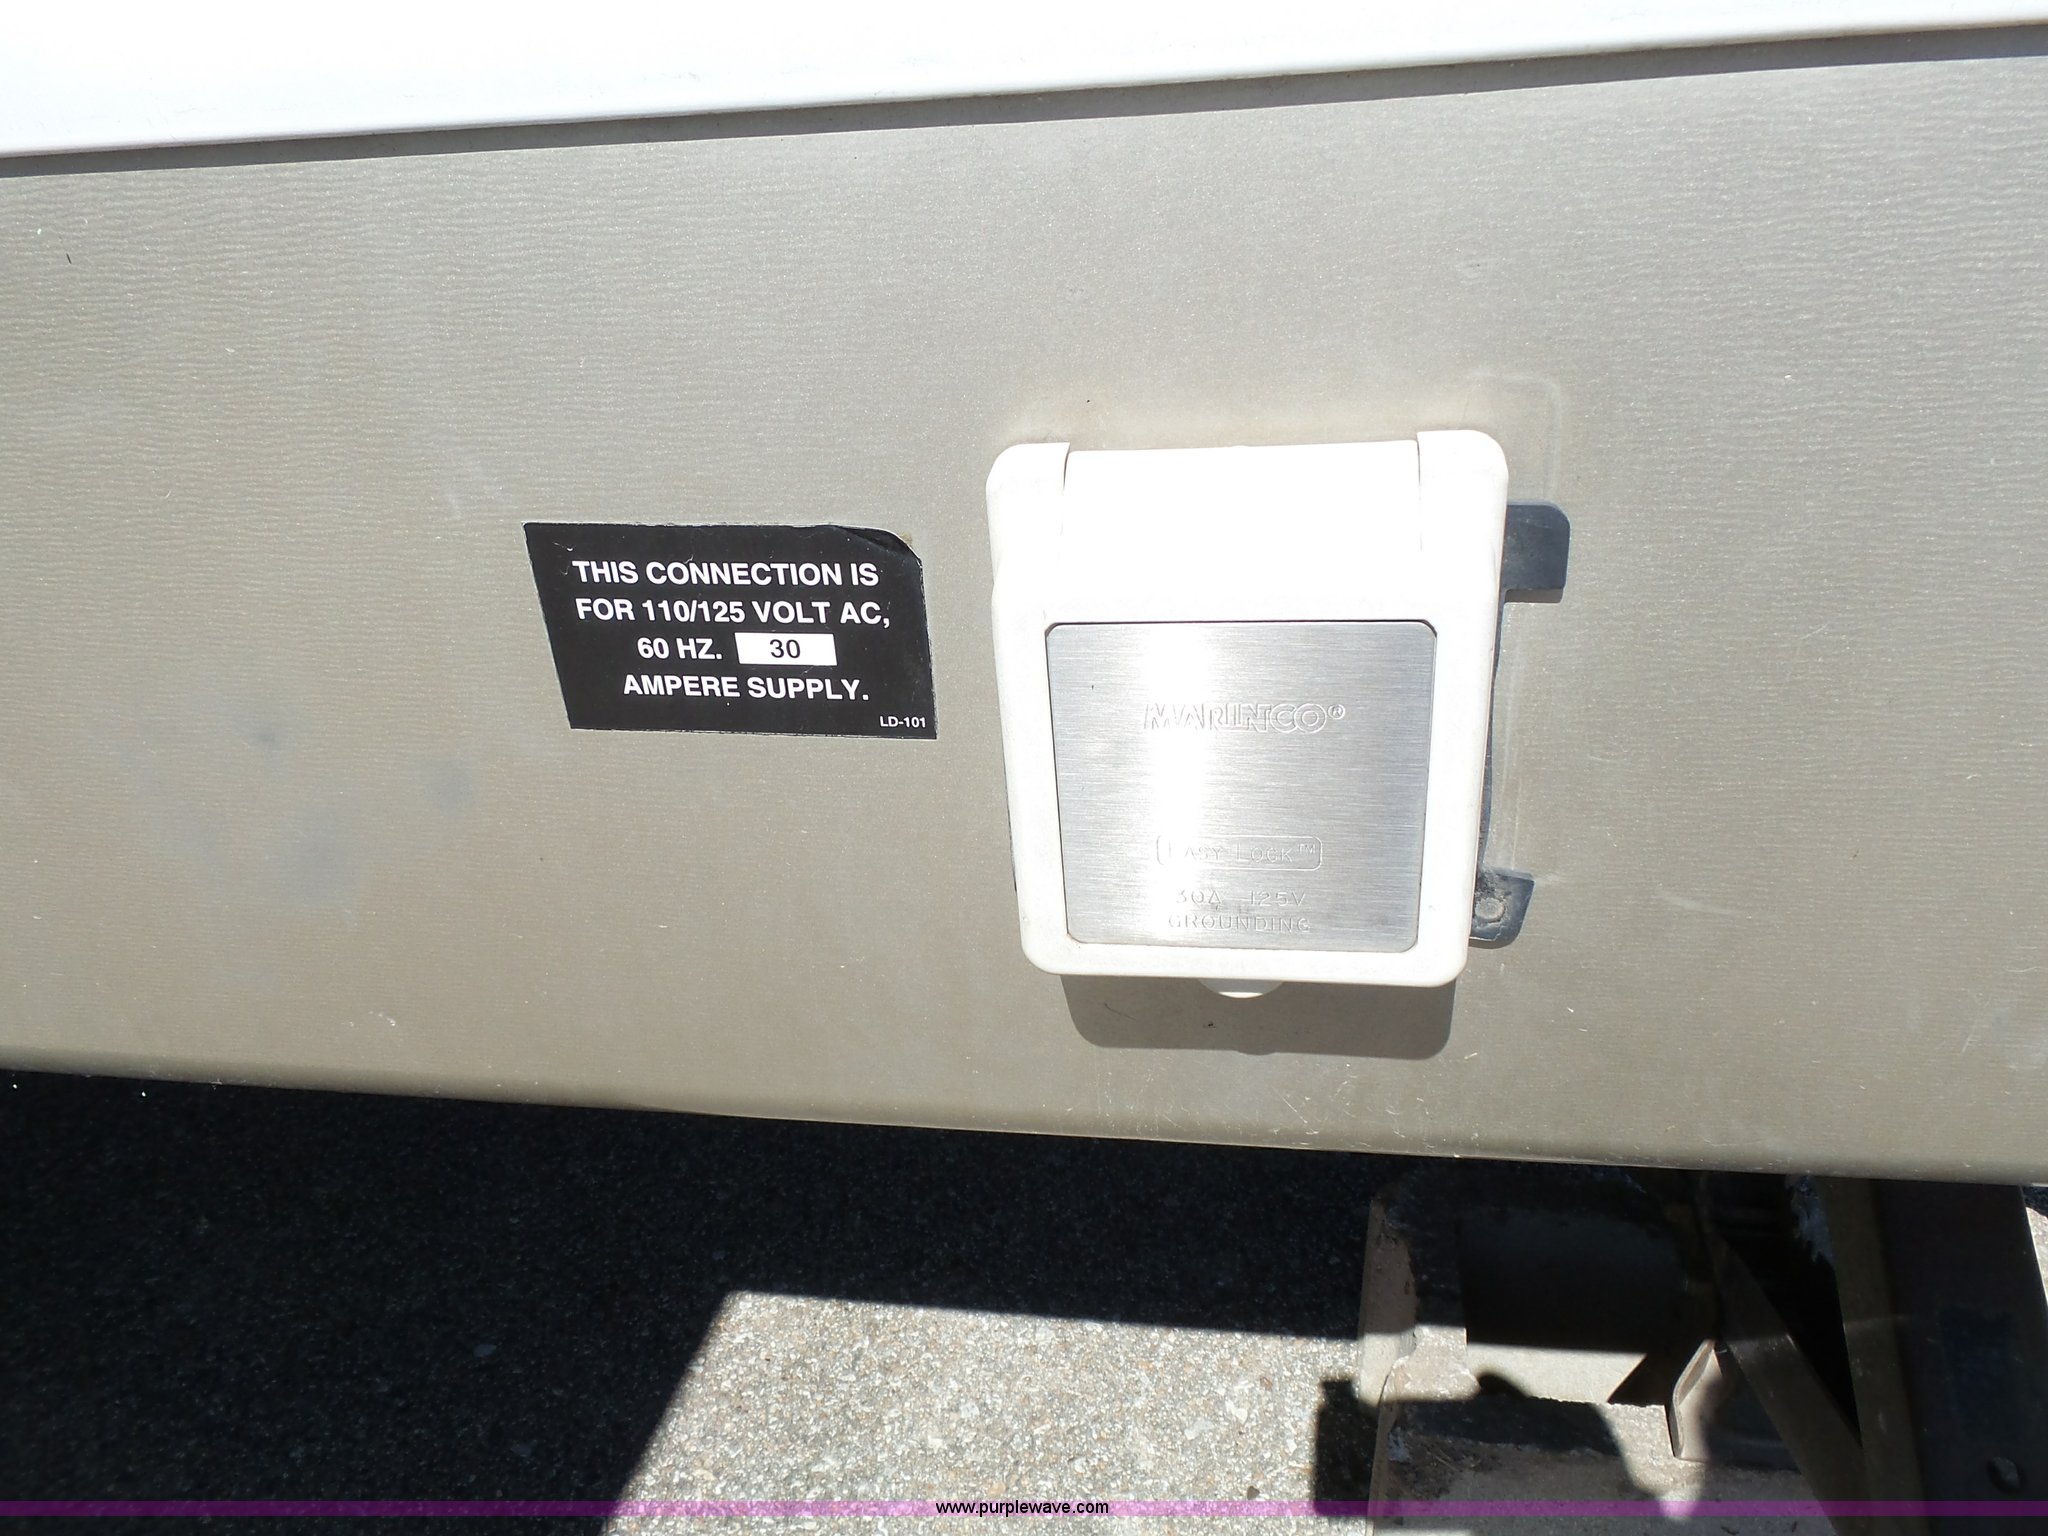 THIS CONNECTION IS
FOR 110/125 VOLT AC,
60 HZ. 30
AMPERE SUPPLY.
LD-101
MARINCO®
EASY LOCK™
30A 125V
GROUNDING
www.purplewave.com